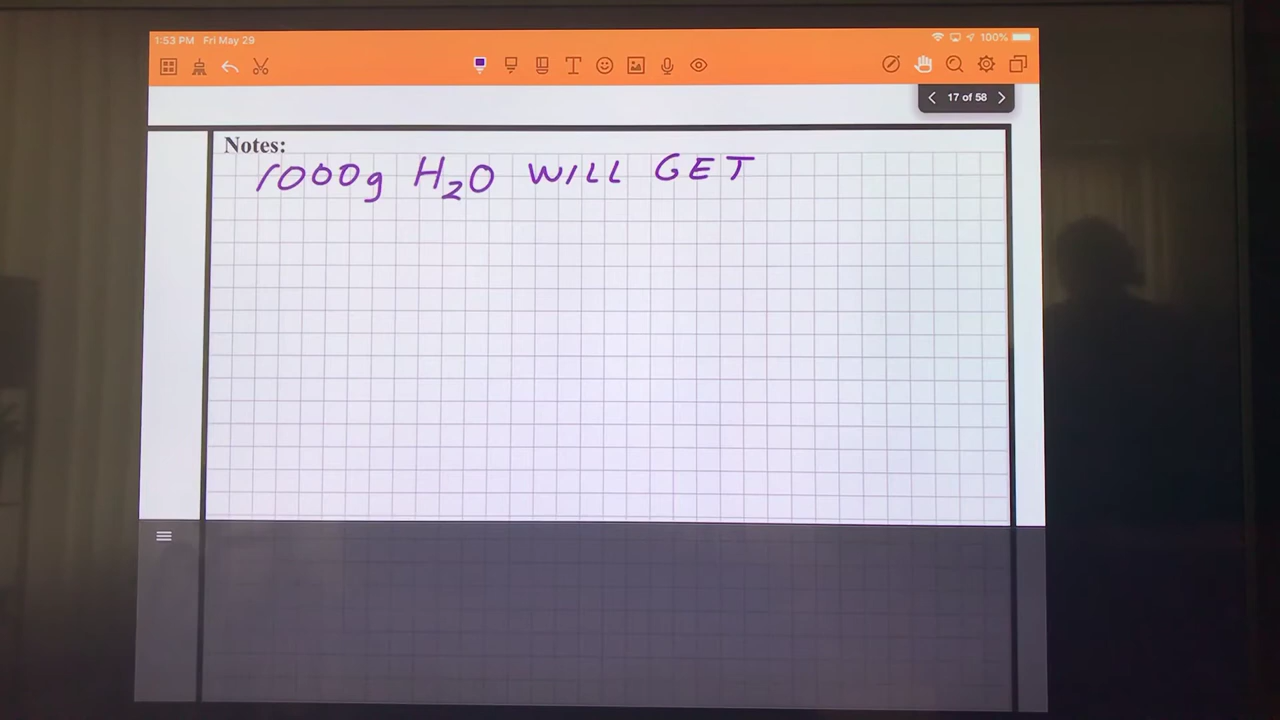 1:53 PM Fri May 29
100%
17 of 58
Notes:
1000g H₂O WILL GET